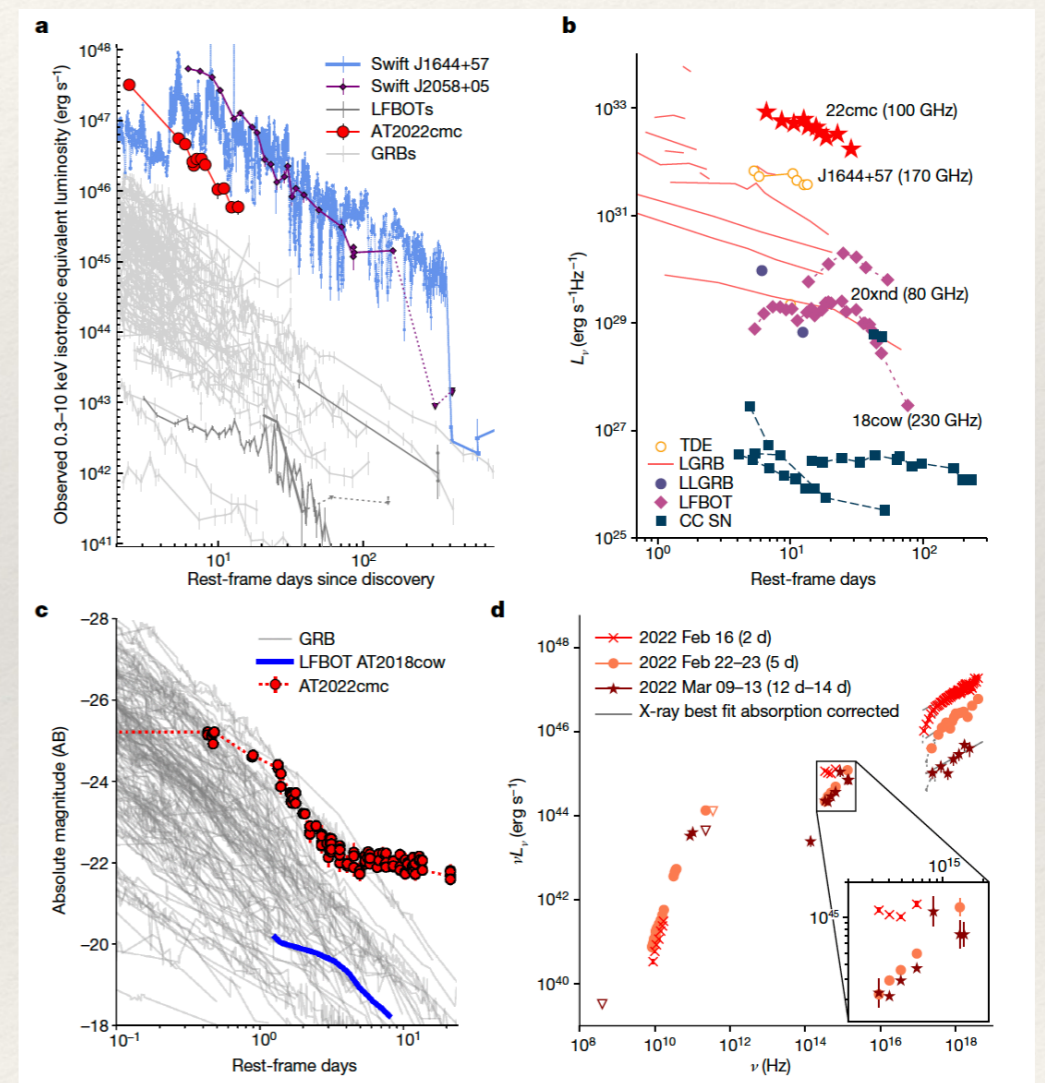 a
Observed 0.3–10 keV isotropic equivalent luminosity (erg s⁻¹)
10⁴⁸
10⁴⁷
10⁴⁶
10⁴⁵
10⁴⁴
10⁴³
10⁴²
10⁴¹
Swift J1644+57
Swift J2058+05
LFBOTs
AT2022cmc
GRBs
10¹
10²
Rest-frame days since discovery
b
Lν (erg s⁻¹Hz⁻¹)
10³³
10³¹
10²⁹
10²⁷
10²⁵
22cmc (100 GHz)
J1644+57 (170 GHz)
20xnd (80 GHz)
18cow (230 GHz)
TDE
LGRB
LLGRB
LFBOT
CC SN
10⁰
10¹
10²
Rest-frame days
c
Absolute magnitude (AB)
−28
−26
−24
−22
−20
−18
GRB
LFBOT AT2018cow
AT2022cmc
10⁻¹
10⁰
10¹
Rest-frame days
d
νLν (erg s⁻¹)
10⁴⁸
10⁴⁶
10⁴⁴
10⁴²
10⁴⁰
2022 Feb 16 (2 d)
2022 Feb 22–23 (5 d)
2022 Mar 09–13 (12 d–14 d)
X-ray best fit absorption corrected
10¹⁵
10⁴⁵
10⁸
10¹⁰
10¹²
10¹⁴
10¹⁶
10¹⁸
ν (Hz)